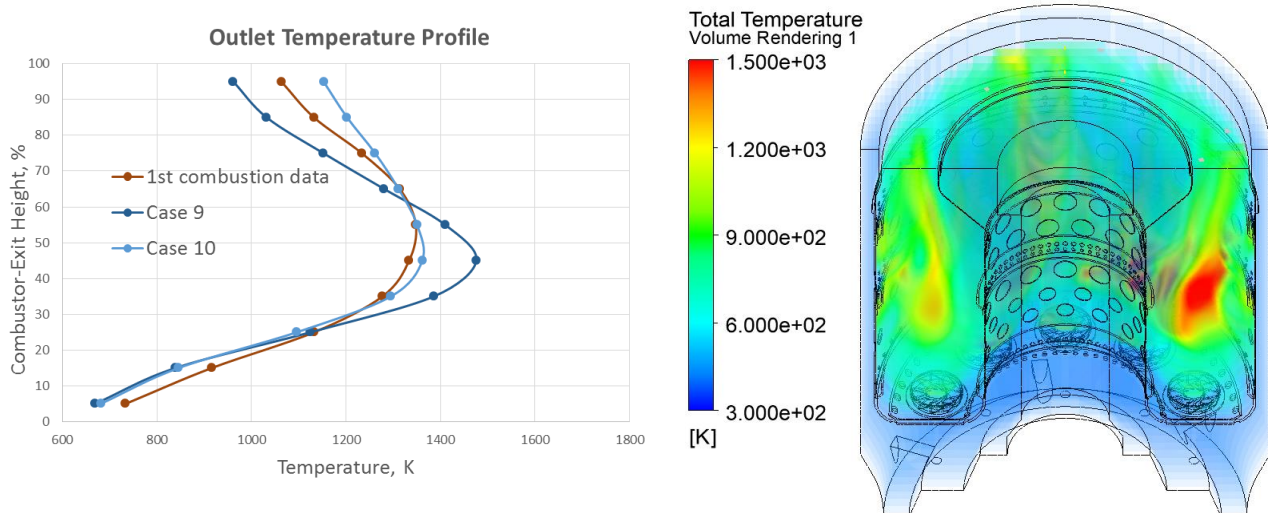 Outlet Temperature Profile
Combustor-Exit Height, %
100
90
80
70
60
50
40
30
20
10
0
1st combustion data
Case 9
Case 10
600 800 1000 1200 1400 1600 1800
Temperature, K
Total Temperature
Volume Rendering 1
1.500e+03
1.200e+03
9.000e+02
6.000e+02
3.000e+02
[K]